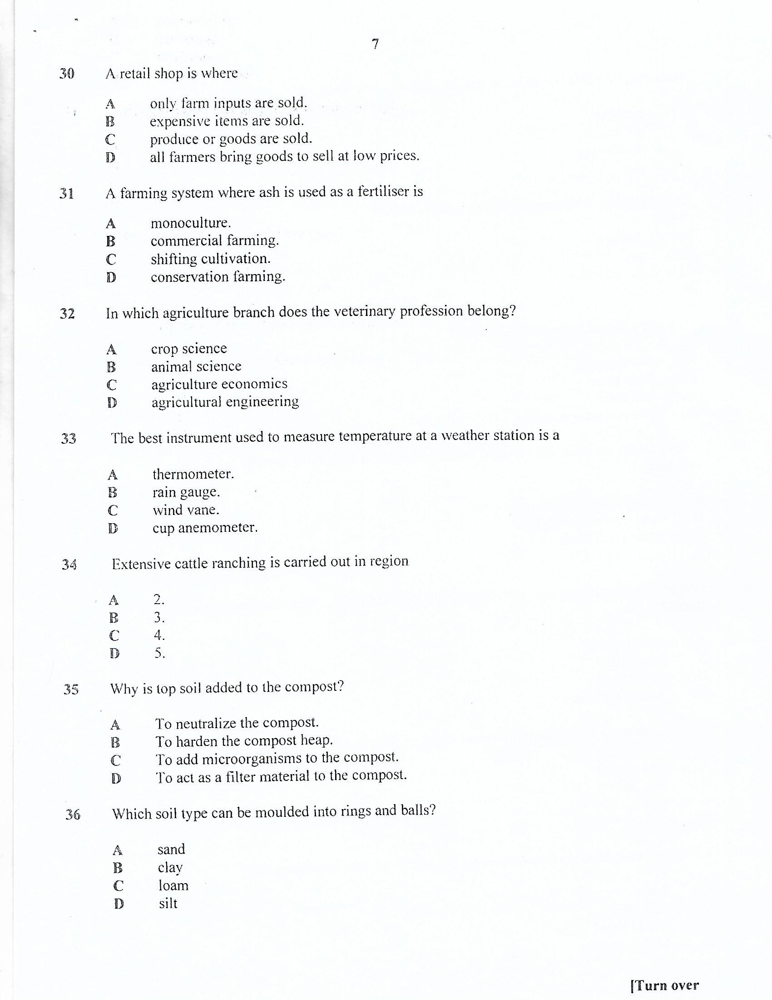 7
30 A retail shop is where
A only farm inputs are sold.
B expensive items are sold.
C produce or goods are sold.
D all farmers bring goods to sell at low prices.
31 A farming system where ash is used as a fertiliser is
A monoculture.
B commercial farming.
C shifting cultivation.
D conservation farming.
32 In which agriculture branch does the veterinary profession belong?
A crop science
B animal science
C agriculture economics
D agricultural engineering
33 The best instrument used to measure temperature at a weather station is a
A thermometer.
B rain gauge.
C wind vane.
D cup anemometer.
34 Extensive cattle ranching is carried out in region
A 2.
B 3.
C 4.
D 5.
35 Why is top soil added to the compost?
A To neutralize the compost.
B To harden the compost heap.
C To add microorganisms to the compost.
D To act as a filter material to the compost.
36 Which soil type can be moulded into rings and balls?
A sand
B clay
C loam
D silt
[Turn over